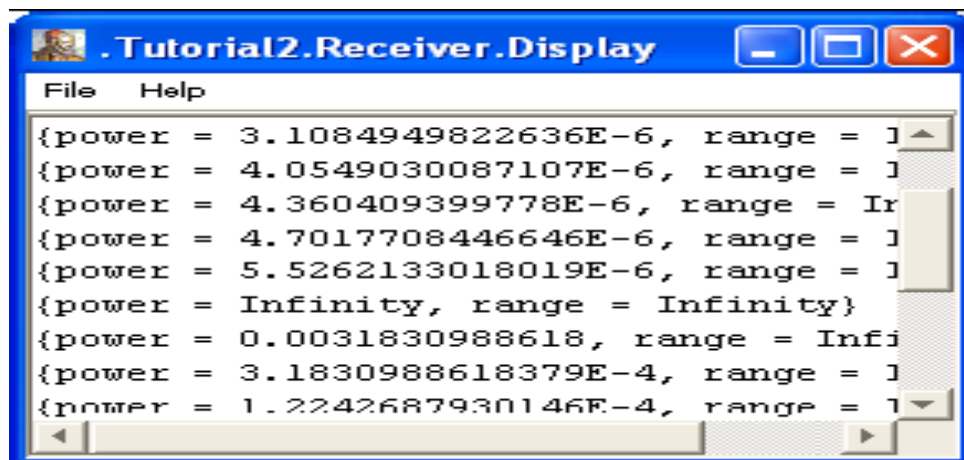 .Tutorial2.Receiver.Display
File Help
{power = 3.1084949822636E-6, range =
{power = 4.0549030087107E-6, range =
{power = 4.360409399778E-6, range =
{power = 4.7017708446646E-6, range =
{power = 5.5262133018019E-6, range =
{power = Infinity, range = Infinity}
{power = 0.0031830988618, range = Infi
{power = 3.1830988618379E-4, range =
{power = 1.2242687930146E-4, range =